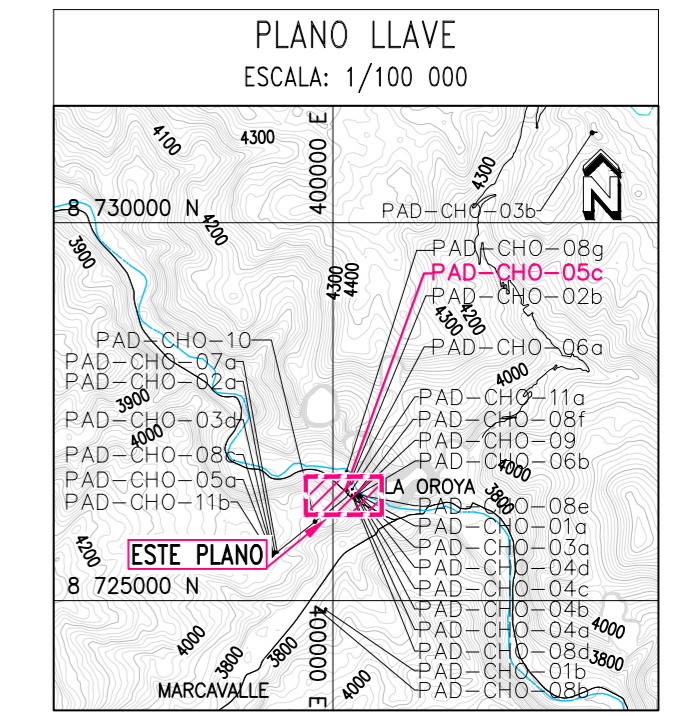 PLANO LLAVE
ESCALA: 1/100 000
4100
4300
400000 E
4300
N
PAD-CHO-03b
8 730000 N
4200
3900
PAD-CHO-08g
PAD-CHO-05c
4300
4400
PAD-CHO-02b
4200
4300
PAD-CHO-10
PAD-CHO-06a
PAD-CHO-07a
PAD-CHO-02a
4000
3900
PAD-CHO-11a
PAD-CHO-03d
PAD-CHO-08f
4000
PAD-CHO-09
PAD-CHO-08c
PAD-CHO-06b
4000
PAD-CHO-05a
LA OROYA
3800
PAD-CHO-11b
PAD-CHO-08e
PAD-CHO-01a
4200
ESTE PLANO
PAD-CHO-03a
PAD-CHO-04d
8 725000 N
PAD-CHO-04c
PAD-CHO-04b
400000 E
PAD-CHO-04a
4000
4000
PAD-CHO-08d
3800
3800
3800
PAD-CHO-01b
MARCAVALLE
4000
PAD-CHO-08b